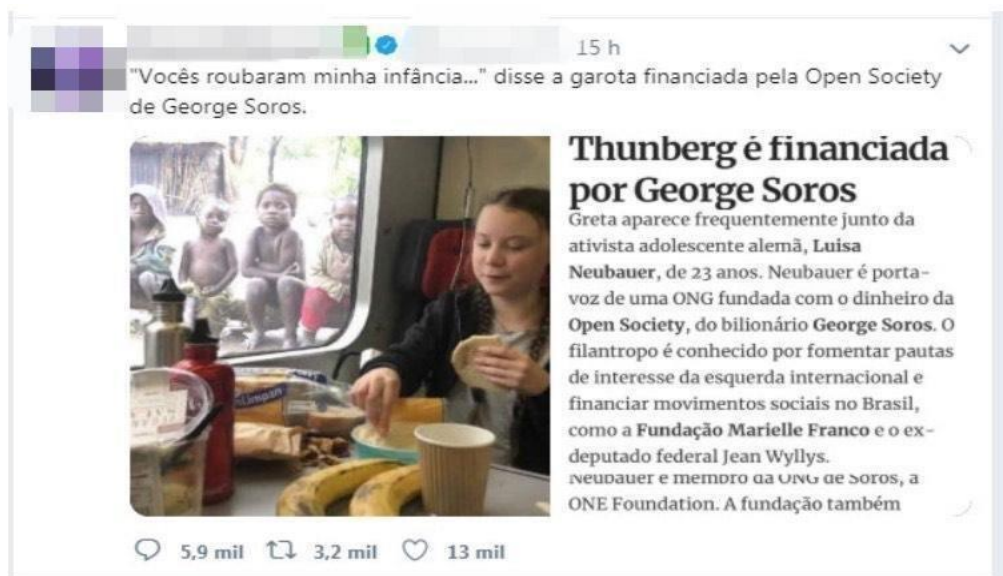 15 h
"Vocês roubaram minha infância..." disse a garota financiada pela Open Society
de George Soros.
Thunberg é financiada
por George Soros
Greta aparece frequentemente junto da
ativista adolescente alemã, Luisa
Neubauer, de 23 anos. Neubauer é porta-
voz de uma ONG fundada com o dinheiro da
Open Society, do bilionário George Soros. O
filantropo é conhecido por fomentar pautas
de interesse da esquerda internacional e
financiar movimentos sociais no Brasil,
como a Fundação Marielle Franco e o ex-
deputado federal Jean Wyllys.
Neubauer é membro da ONG de Soros, a
ONE Foundation. A fundação também
Limpan
5,9 mil 3,2 mil 13 mil